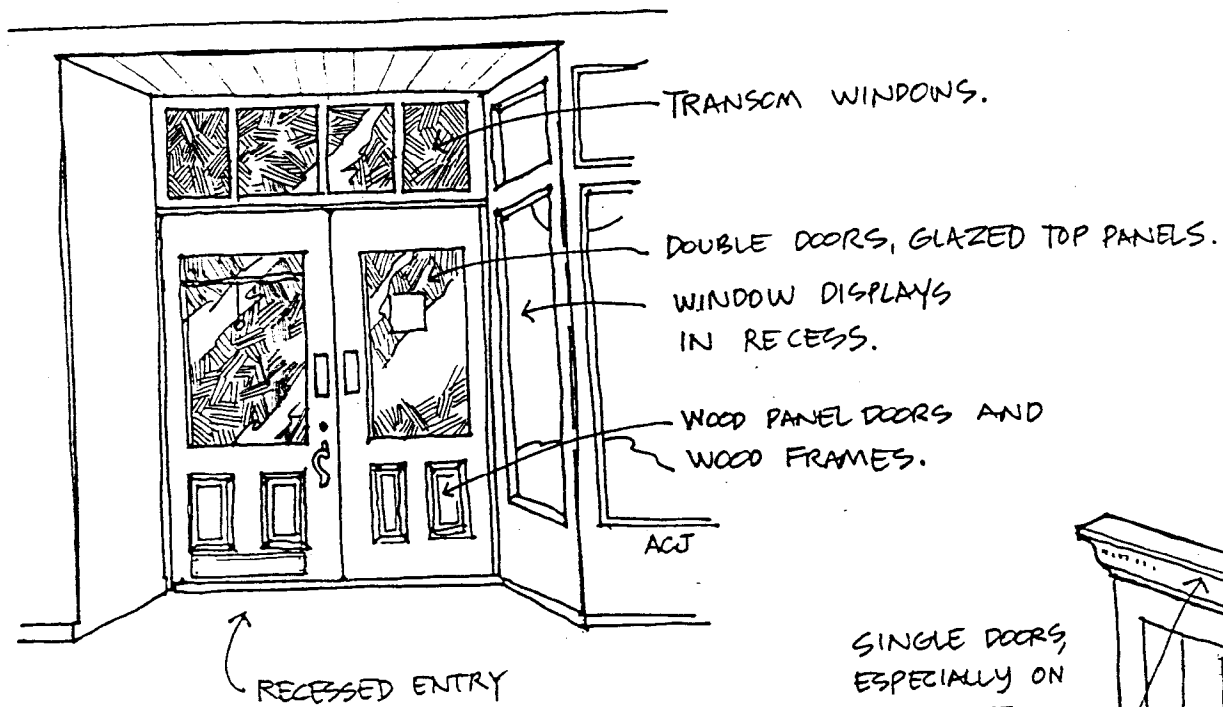 TRANSOM WINDOWS.
DOUBLE DOORS, GLAZED TOP PANELS.
WINDOW DISPLAYS
IN RECESS.
WOOD PANEL DOORS AND
WOOD FRAMES.
ACJ
RECESSED ENTRY
SINGLE DOORS,
ESPECIALLY ON